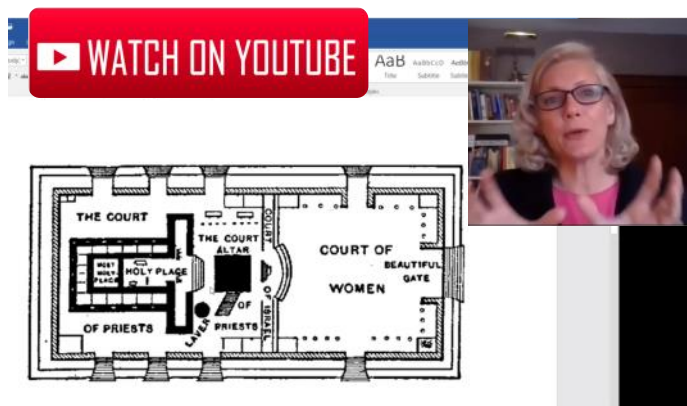 WATCH ON YOUTUBE
AaB AaBbCcD
Title Subtitle
THE COURT
THE COURT
ALTAR
COURT
OF ISRAEL
COURT OF
WOMEN
BEAUTIFUL
GATE
MOST
HOLY
PLACE
HOLY PLACE
OF
PRIESTS
LAVER
OF PRIESTS